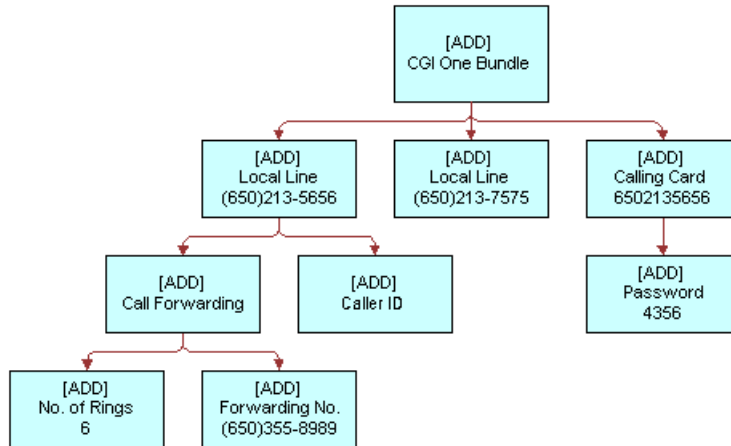 [ADD]
CGI One Bundle
[ADD]
Local Line
(650)213-5656
[ADD]
Local Line
(650)213-7575
[ADD]
Calling Card
6502135656
[ADD]
Call Forwarding
[ADD]
Caller ID
[ADD]
Password
4356
[ADD]
No. of Rings
6
[ADD]
Forwarding No.
(650)355-8989